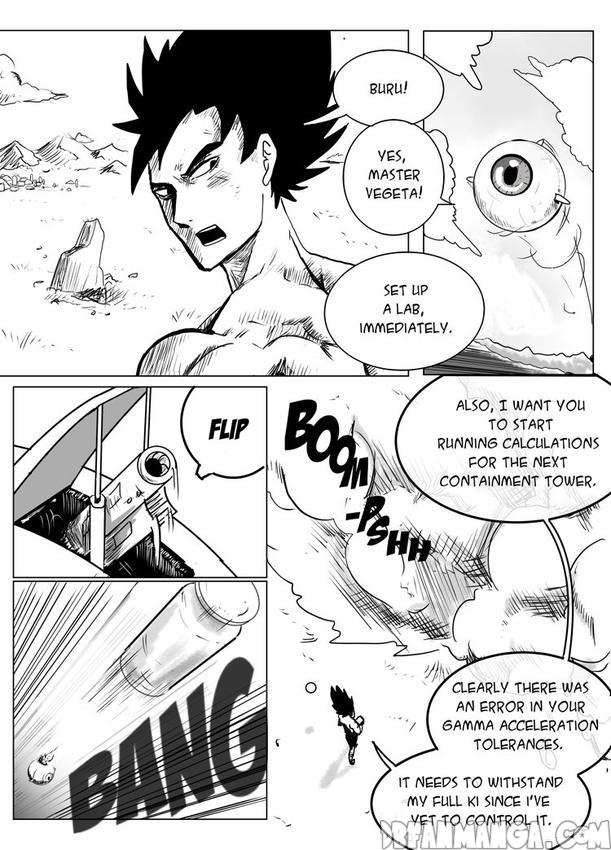 BURU!
YES,
MASTER
VEGETA!
SET UP
A LAB,
IMMEDIATELY.
FLIP
BOOM
-PSHH
ALSO, I WANT YOU
TO START
RUNNING CALCULATIONS
FOR THE NEXT
CONTAINMENT TOWER.
BANG
CLEARLY THERE WAS
AN ERROR IN YOUR
GAMMA ACCELERATION
TOLERANCES.
IT NEEDS TO WITHSTAND
MY FULL KI SINCE I'VE
YET TO CONTROL IT.
DREAMMANGA.COM